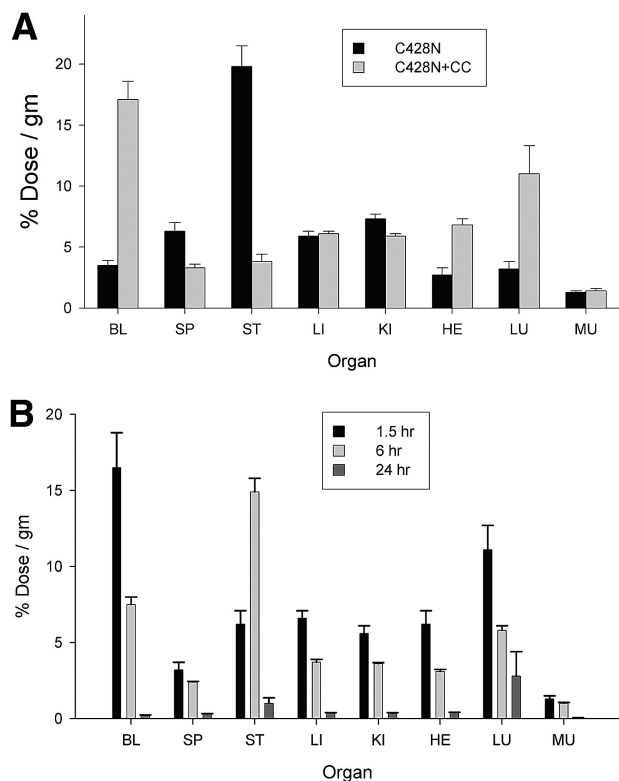 A
C428N
C428N+CC
% Dose / gm
20
15
10
5
0
BL SP ST LI KI HE LU MU
Organ
B
1.5 hr
6 hr
24 hr
% Dose / gm
20
15
10
5
0
BL SP ST LI KI HE LU MU
Organ